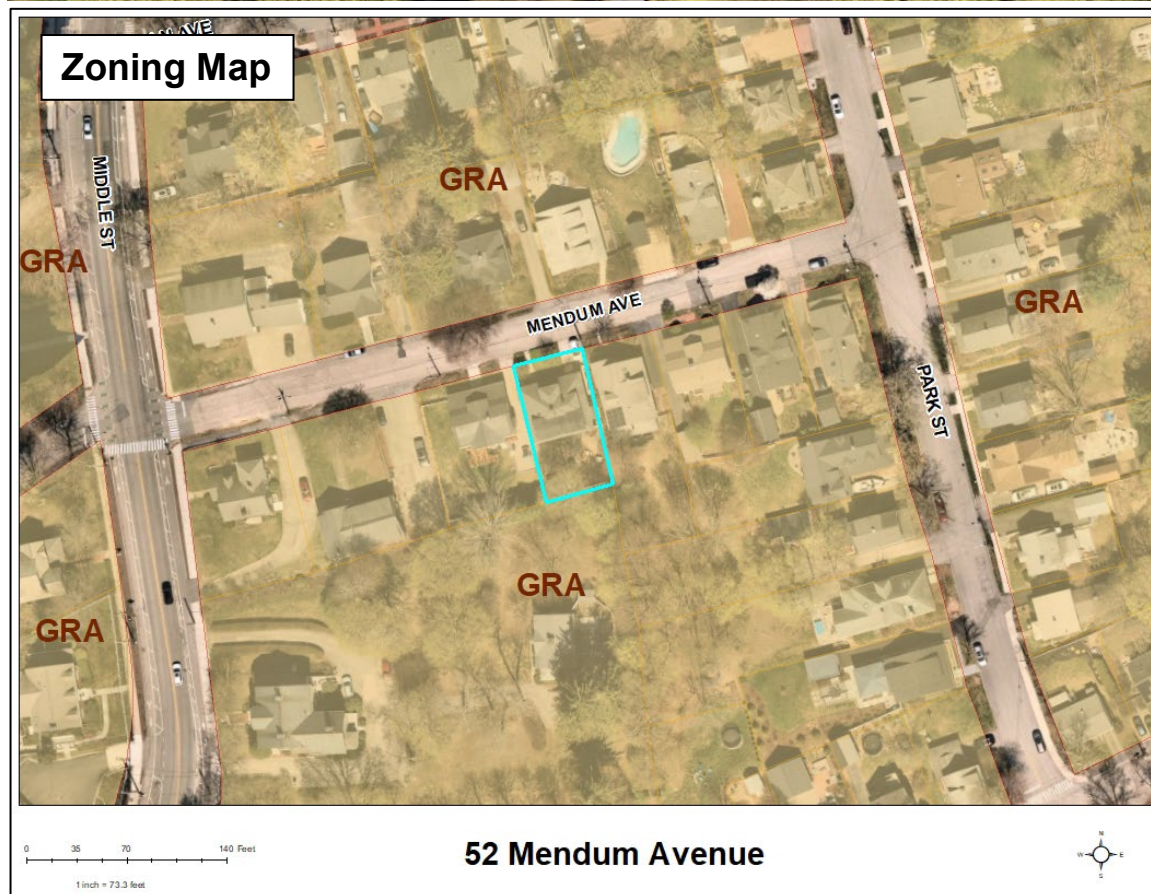 Zoning Map
AVE
MIDDLE ST
GRA
GRA
MENDUM AVE
GRA
PARK ST
GRA
GRA
0 35 70 140 Feet
1 inch = 73.3 feet
52 Mendum Avenue
N
W E
S